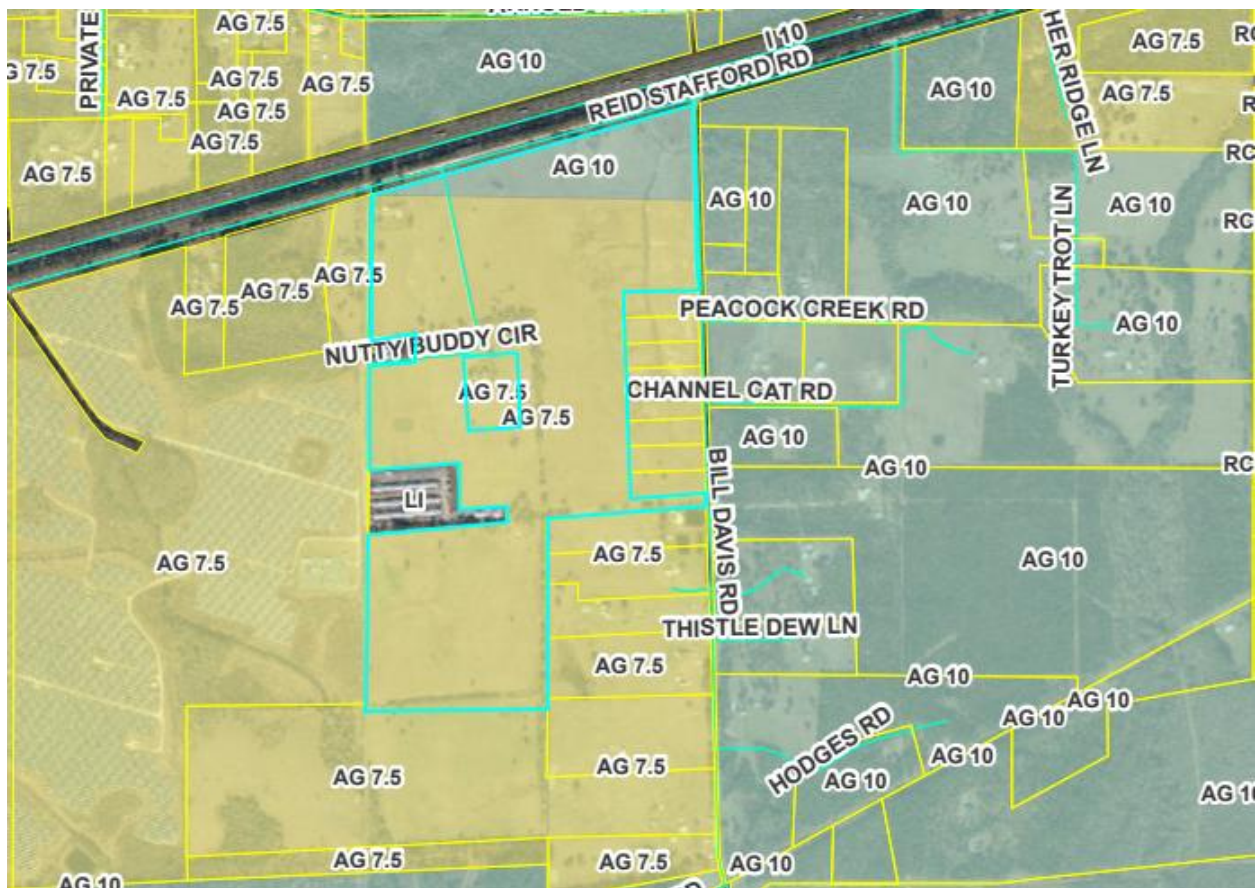 AG 7.5
PRIVATE
AG 7.5
AG 7.5
AG 7.5
AG 7.5
AG 7.5
AG 7.5
AG 7.5
AG 10
I 10
REID STAFFORD RD
AG 10
HERRIDGE LN
AG 7.5
AG 7.5
AG 10
AG 10
AG 10
AG 10
RC
TURKEY TROT LN
RC
AG 7.5
AG 7.5
AG 7.5
NUTTY BUDDY CIR
PEACOCK CREEK RD
AG 10
AG 7.5
AG 7.5
CHANNEL CAT RD
AG 10
AG 10
RC
LI
BILL DAVIS RD
AG 7.5
AG 7.5
AG 10
THISTLE DEW LN
AG 7.5
AG 10
AG 10
AG 10
HODGES RD
AG 10
AG 10
AG 7.5
AG 7.5
AG 10
AG 7.5
AG 7.5
AG 10
AG 10